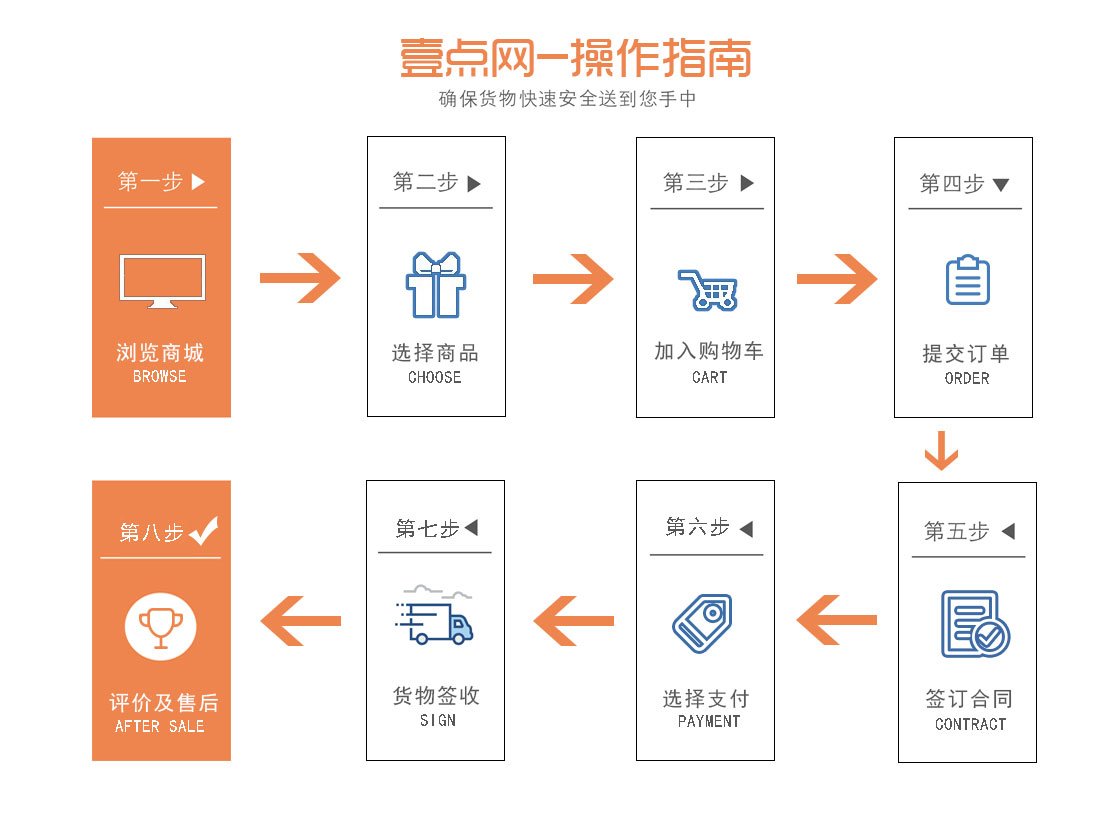 壹点网一操作指南
确保货物快速安全送到您手中
第一步
浏览商城
BROWSE
第二步
选择商品
CHOOSE
第三步
加入购物车
CART
第四步
提交订单
ORDER
第五步
签订合同
CONTRACT
第六步
选择支付
PAYMENT
第七步
货物签收
SIGN
第八步
评价及售后
AFTER SALE